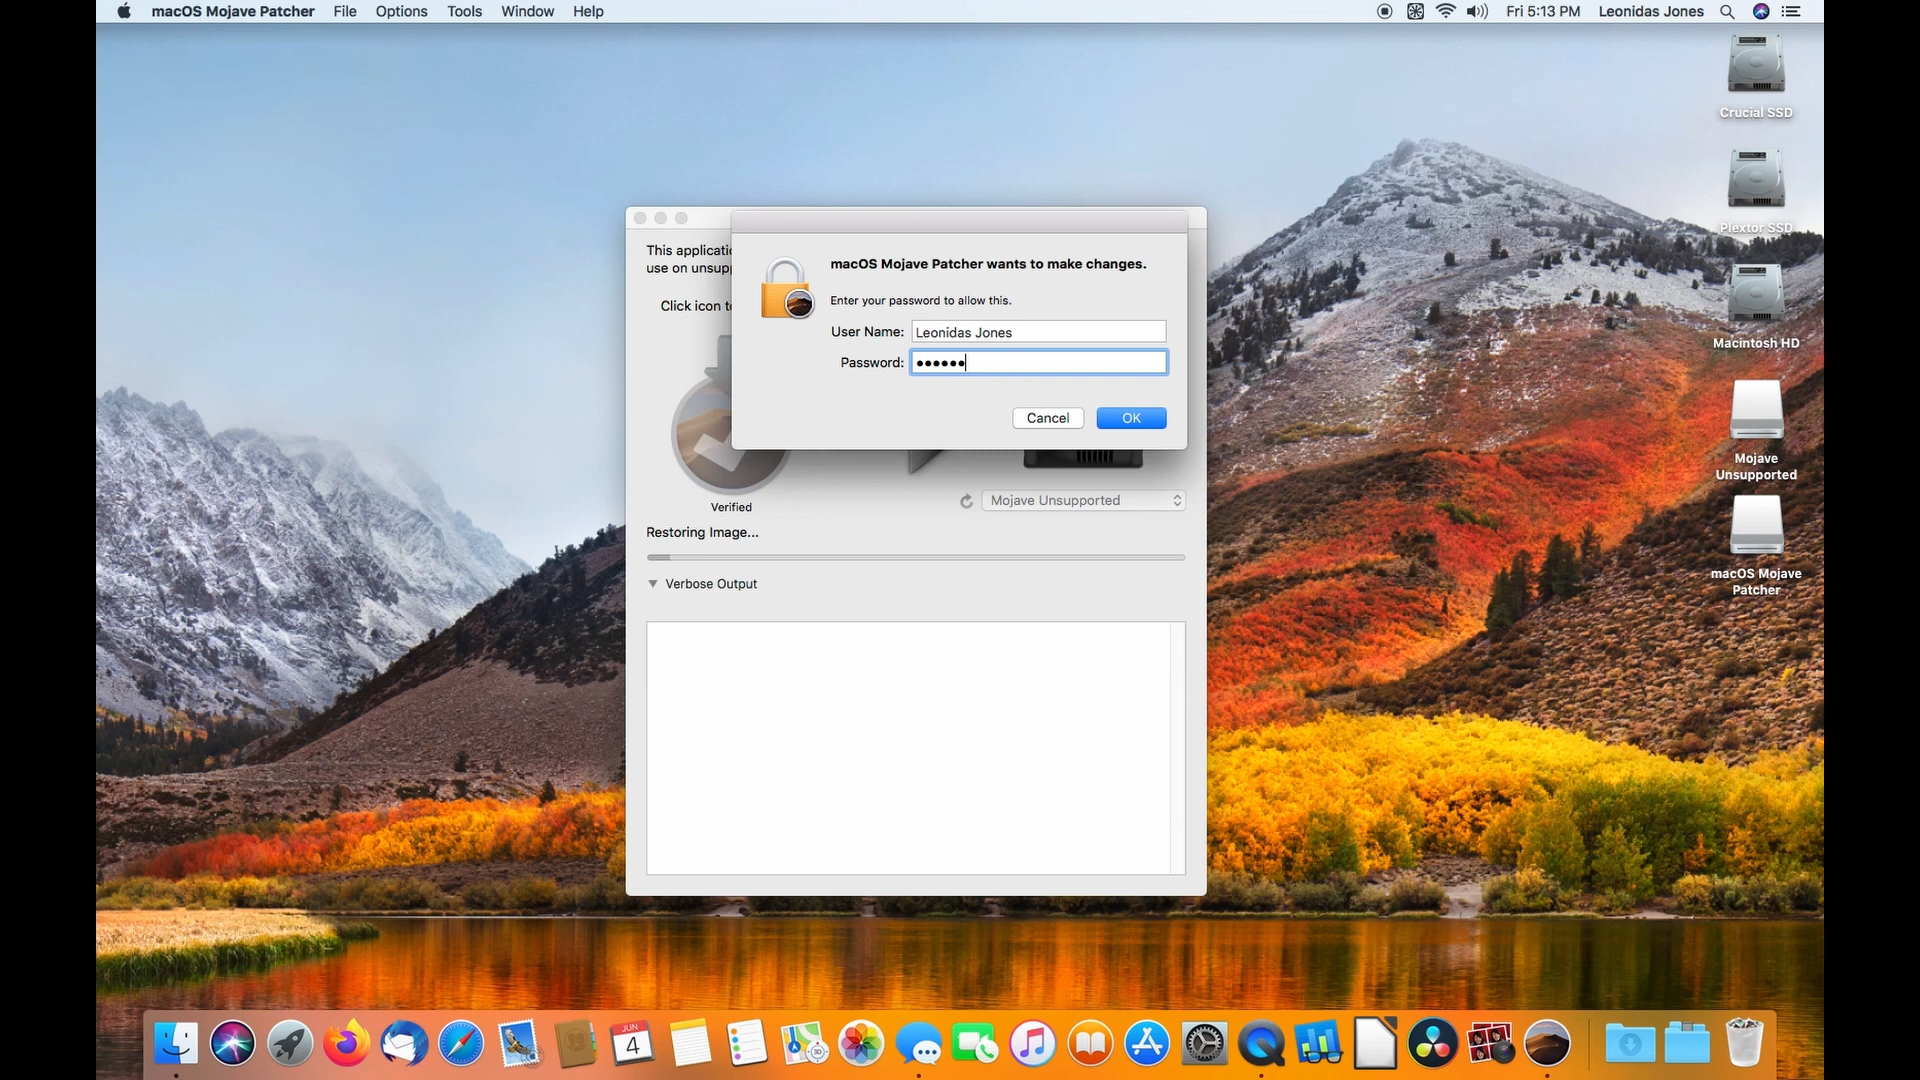 macOS Mojave Patcher File Options Tools Window Help
Fri 5:13 PM Leonidas Jones
Crucial SSD
Plextor SSD
Macintosh HD
Mojave
Unsupported
macOS Mojave
Patcher
This applicati
use on unsupp
Click icon to
macOS Mojave Patcher wants to make changes.
Enter your password to allow this.
User Name: Leonidas Jones
Password: ●●●●●●
Cancel OK
Verified
Mojave Unsupported
Restoring Image...
Verbose Output
JUN
4
3D